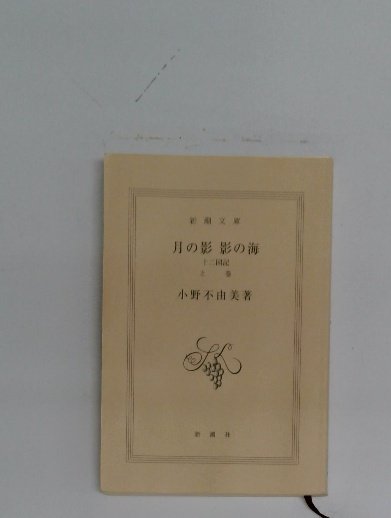 新潮文庫
月の影 影の海
十二国記
上巻
小野不由美著
新潮社